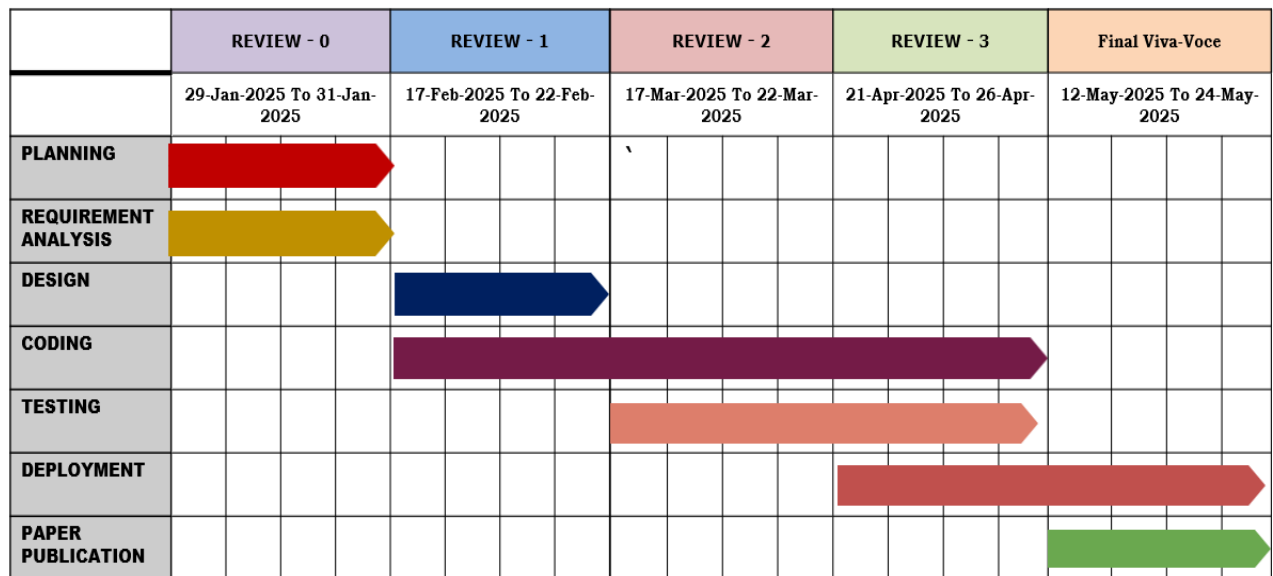 REVIEW - 0 REVIEW - 1 REVIEW - 2 REVIEW - 3 Final Viva-Voce
29-Jan-2025 To 31-Jan-
2025
17-Feb-2025 To 22-Feb-
2025
17-Mar-2025 To 22-Mar-
2025
21-Apr-2025 To 26-Apr-
2025
12-May-2025 To 24-May-
2025
PLANNING `
REQUIREMENT
ANALYSIS
DESIGN
CODING
TESTING
DEPLOYMENT
PAPER
PUBLICATION